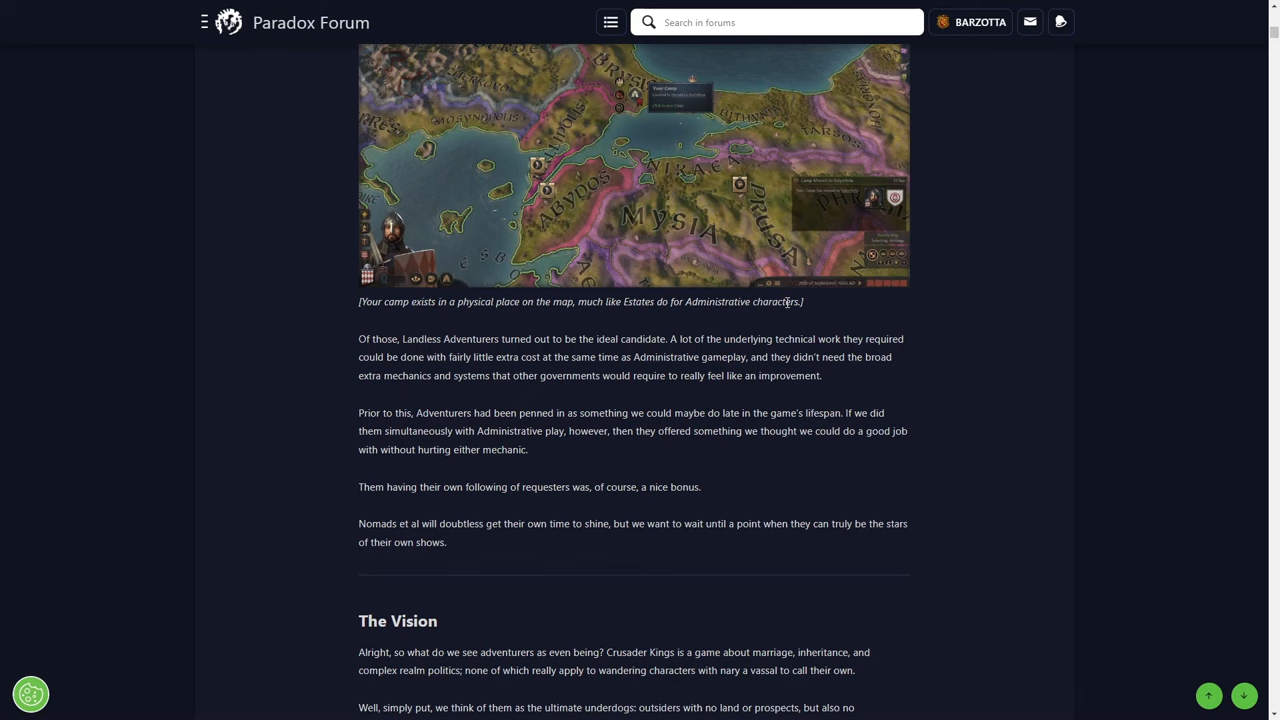 Paradox Forum
Search in forums
BARZOTTA
Your Camp
MOSYNOPOLIS
BITHYNIA
TARSOS
NIKAEA
ABYDOS
MYSIA
PRUSA
[Your camp exists in a physical place on the map, much like Estates do for Administrative characters.]
Of those, Landless Adventurers turned out to be the ideal candidate. A lot of the underlying technical work they required
could be done with fairly little extra cost at the same time as Administrative gameplay, and they didn't need the broad
extra mechanics and systems that other governments would require to really feel like an improvement.
Prior to this, Adventurers had been penned in as something we could maybe do late in the game's lifespan. If we did
them simultaneously with Administrative play, however, then they offered something we thought we could do a good job
with without hurting either mechanic.
Them having their own following of requesters was, of course, a nice bonus.
Nomads et al will doubtless get their own time to shine, but we want to wait until a point when they can truly be the stars
of their own shows.
The Vision
Alright, so what do we see adventurers as even being? Crusader Kings is a game about marriage, inheritance, and
complex realm politics; none of which really apply to wandering characters with nary a vassal to call their own.
Well, simply put, we think of them as the ultimate underdogs: outsiders with no land or prospects, but also no